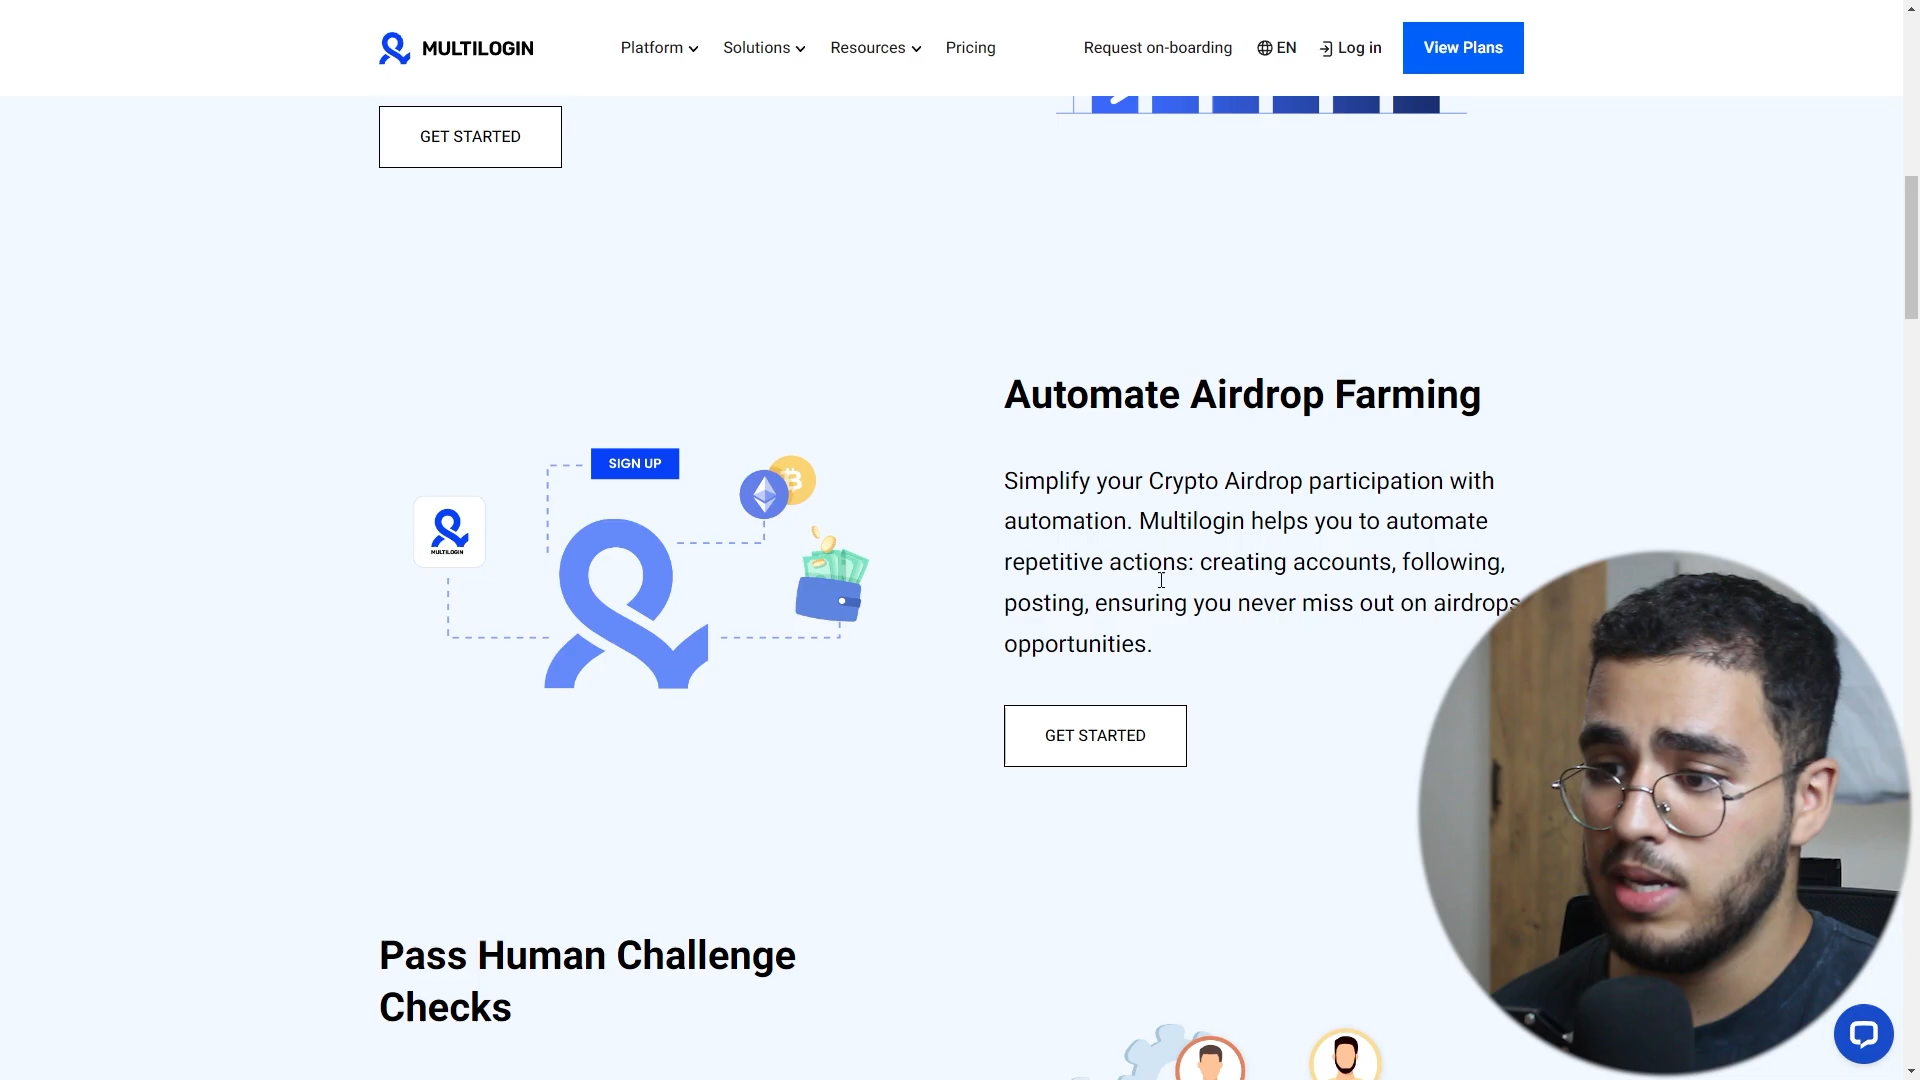 MULTILOGIN
Platform
Solutions
Resources
Pricing
Request on-boarding
EN
Log in
View Plans
GET STARTED
Automate Airdrop Farming
SIGN UP
MULTILOGIN
Simplify your Crypto Airdrop participation with
automation. Multilogin helps you to automate
repetitive actions: creating accounts, following,
posting, ensuring you never miss out on airdrops
opportunities.
GET STARTED
Pass Human Challenge
Checks